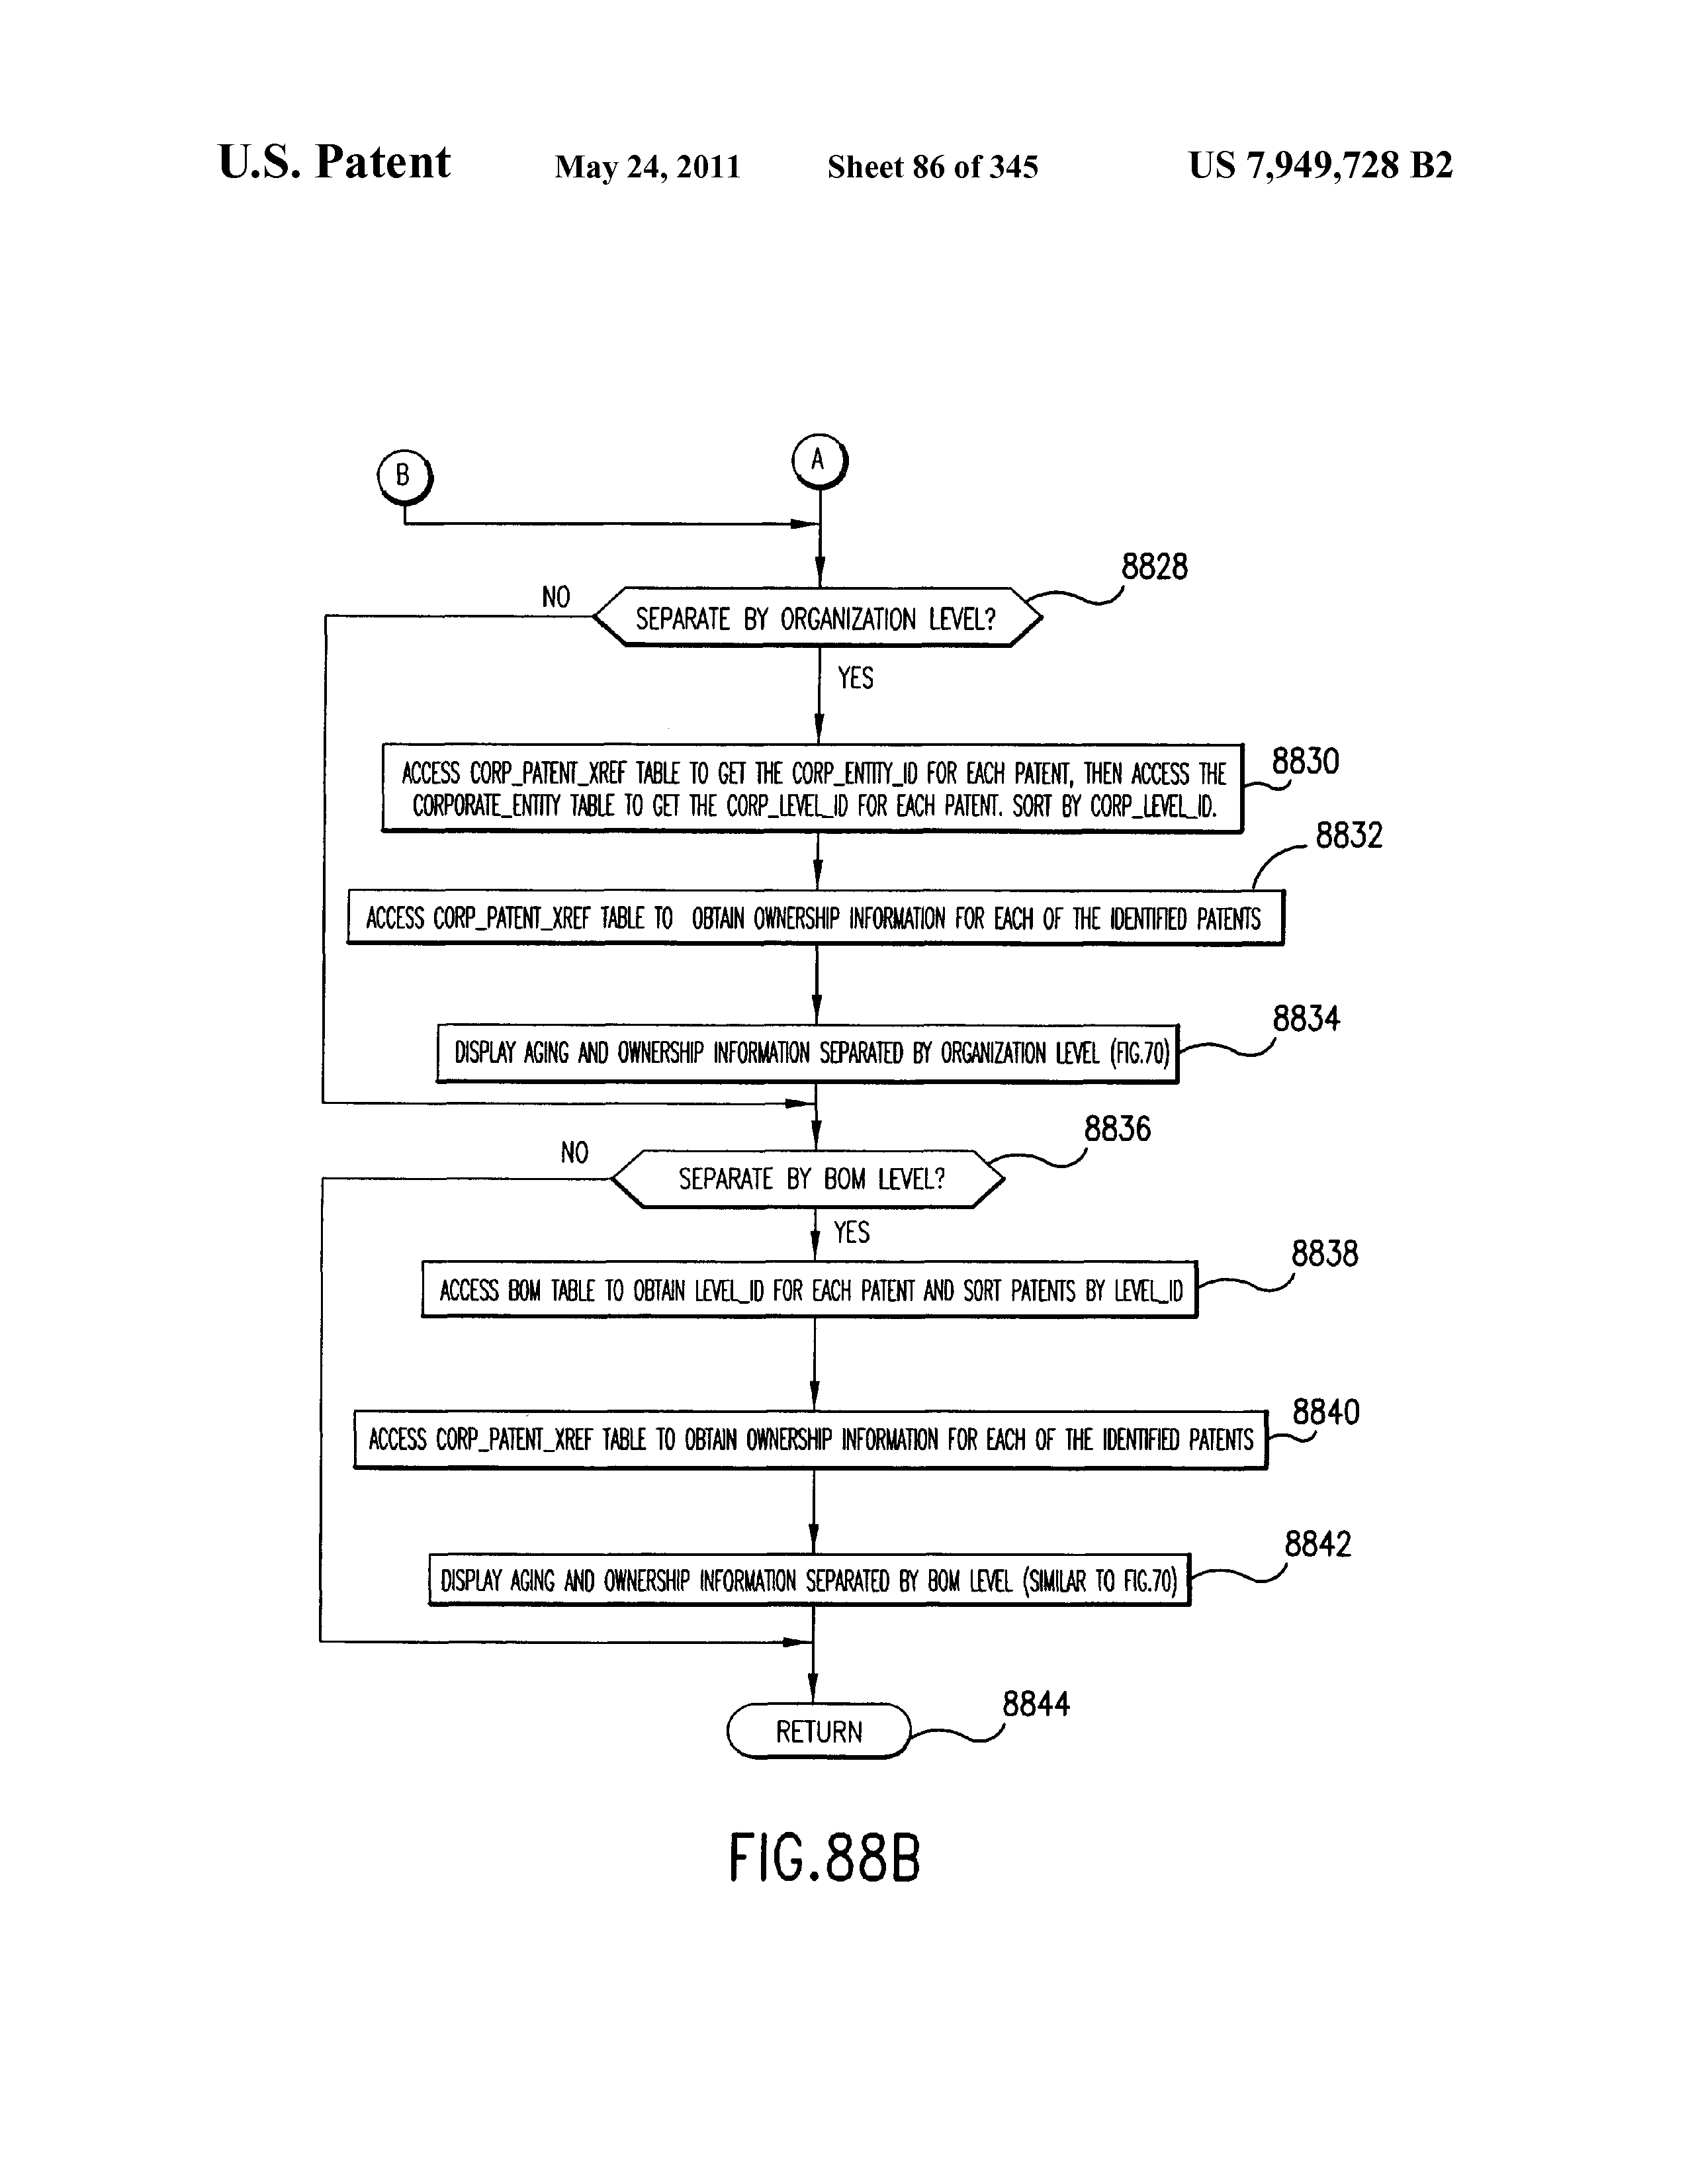 U.S. Patent May 24, 2011 Sheet 86 of 345 US 7,949,728 B2
A
B
8828
NO
SEPARATE BY ORGANIZATION LEVEL?
YES
8830
ACCESS CORP_PATENT_XREF TABLE TO GET THE CORP_ENTITY_ID FOR EACH PATENT, THEN ACCESS THE
CORPORATE_ENTITY TABLE TO GET THE CORP_LEVEL_ID FOR EACH PATENT. SORT BY CORP_LEVEL_ID.
8832
ACCESS CORP_PATENT_XREF TABLE TO OBTAIN OWNERSHIP INFORMATION FOR EACH OF THE IDENTIFIED PATENTS
8834
DISPLAY AGING AND OWNERSHIP INFORMATION SEPARATED BY ORGANIZATION LEVEL (FIG.70)
8836
NO
SEPARATE BY BOM LEVEL?
YES
8838
ACCESS BOM TABLE TO OBTAIN LEVEL_ID FOR EACH PATENT AND SORT PATENTS BY LEVEL_ID
8840
ACCESS CORP_PATENT_XREF TABLE TO OBTAIN OWNERSHIP INFORMATION FOR EACH OF THE IDENTIFIED PATENTS
8842
DISPLAY AGING AND OWNERSHIP INFORMATION SEPARATED BY BOM LEVEL (SIMILAR TO FIG.70)
8844
RETURN
FIG.88B